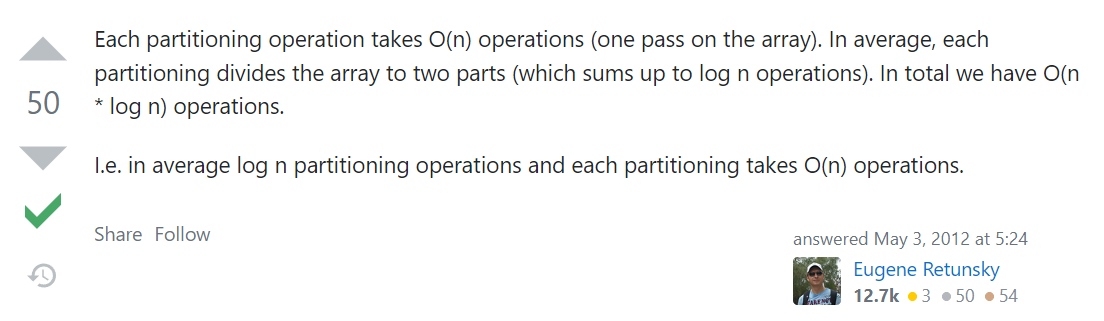 Each partitioning operation takes O(n) operations (one pass on the array). In average, each
partitioning divides the array to two parts (which sums up to log n operations). In total we have O(n
* log n) operations.
50
I.e. in average log n partitioning operations and each partitioning takes O(n) operations.
Share Follow
answered May 3, 2012 at 5:24
Eugene Retunsky
12.7k 3 50 54